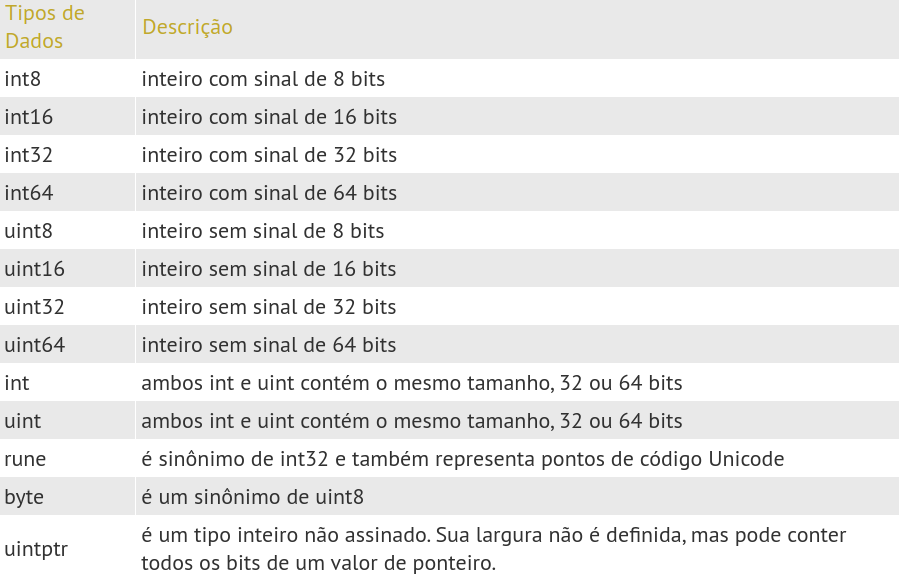 Tipos de Dados Descrição
int8 inteiro com sinal de 8 bits
int16 inteiro com sinal de 16 bits
int32 inteiro com sinal de 32 bits
int64 inteiro com sinal de 64 bits
uint8 inteiro sem sinal de 8 bits
uint16 inteiro sem sinal de 16 bits
uint32 inteiro sem sinal de 32 bits
uint64 inteiro sem sinal de 64 bits
int ambos int e uint contém o mesmo tamanho, 32 ou 64 bits
uint ambos int e uint contém o mesmo tamanho, 32 ou 64 bits
rune é sinônimo de int32 e também representa pontos de código Unicode
byte é um sinônimo de uint8
uintptr é um tipo inteiro não assinado. Sua largura não é definida, mas pode conter
todos os bits de um valor de ponteiro.